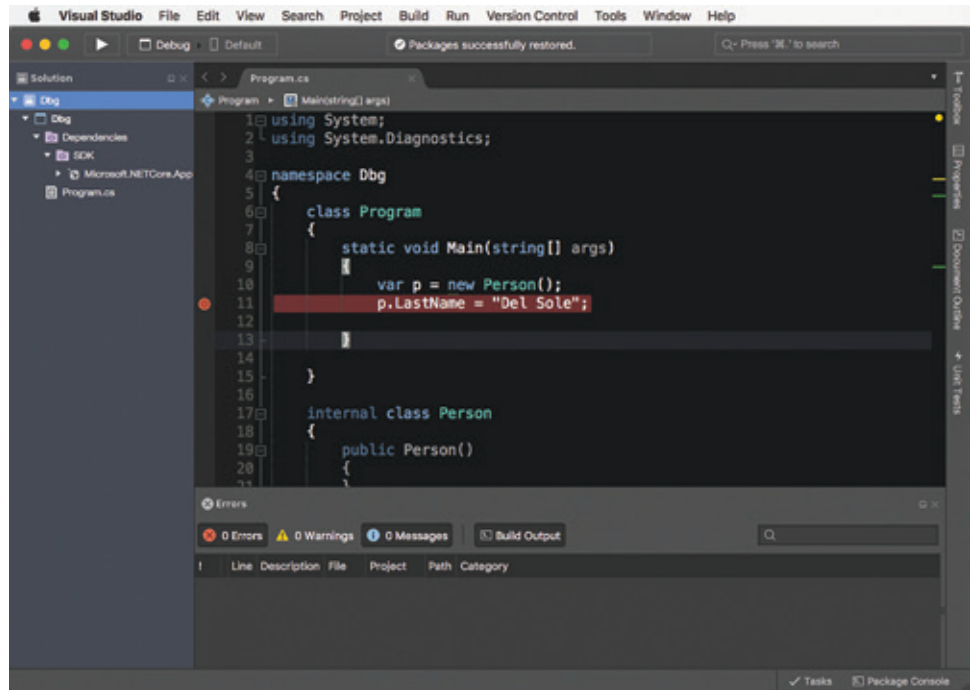 Visual Studio File Edit View Search Project Build Run Version Control Tools Window Help
Debug Default Packages successfully restored. Press '⌘.' to search
Solution
Program.cs
Dbg
Program Main(string[] args)
Dbg
Dependencies
SDK
Microsoft.NETCore.App
Program.cs
1 using System;
2 using System.Diagnostics;
3
4 namespace Dbg
5 {
6 class Program
7 {
8 static void Main(string[] args)
9 {
10 var p = new Person();
11 p.LastName = "Del Sole";
12
13 }
14
15 }
16
17 internal class Person
18 {
19 public Person()
20 {
21 }
Toolbox
Properties
Document Outline
Unit Tests
Errors
0 Errors 0 Warnings 0 Messages Build Output
! Line Description File Project Path Category
Tasks Package Console